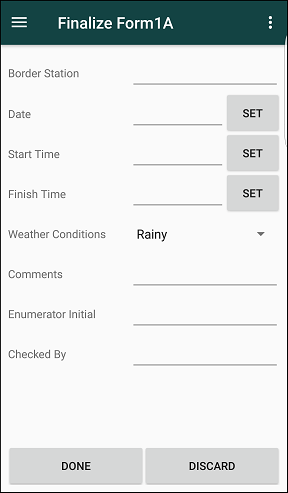 Finalize Form1A
Border Station
Date SET
Start Time SET
Finish Time SET
Weather Conditions Rainy
Comments
Enumerator Initial
Checked By
DONE DISCARD